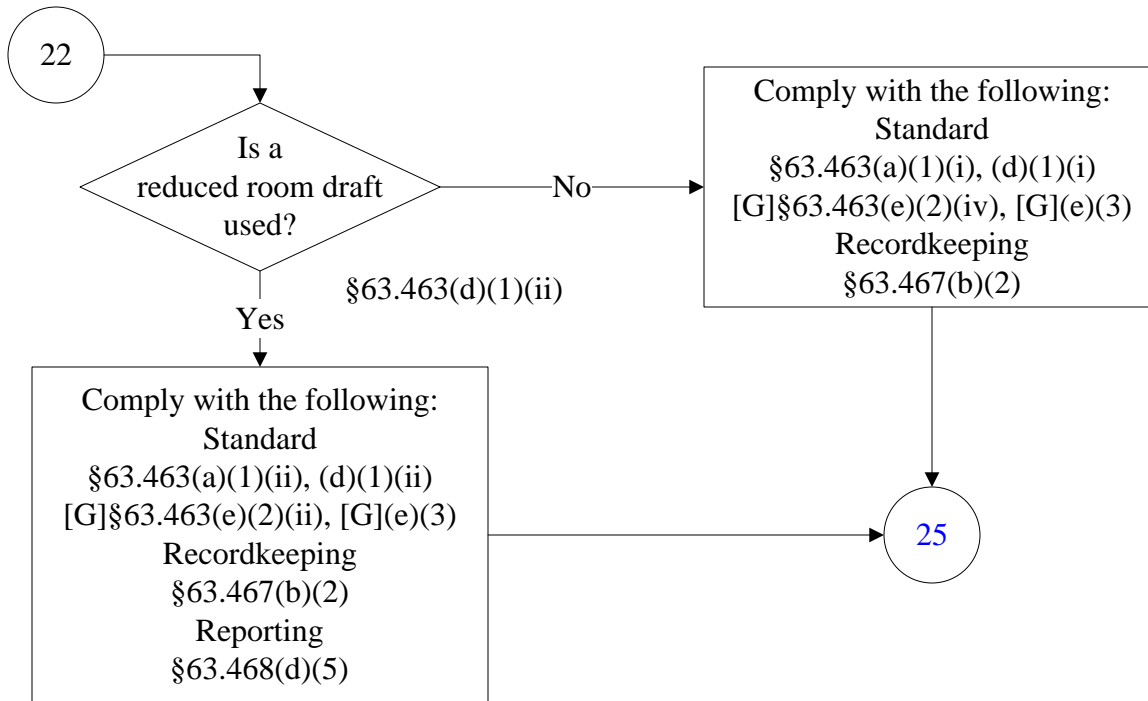 22
Is a
reduced room draft
used?
No
Comply with the following:
Standard
§63.463(a)(1)(i), (d)(1)(i)
[G]§63.463(e)(2)(iv), [G](e)(3)
Recordkeeping
§63.467(b)(2)
§63.463(d)(1)(ii)
Yes
Comply with the following:
Standard
§63.463(a)(1)(ii), (d)(1)(ii)
[G]§63.463(e)(2)(ii), [G](e)(3)
Recordkeeping
§63.467(b)(2)
Reporting
§63.468(d)(5)
25